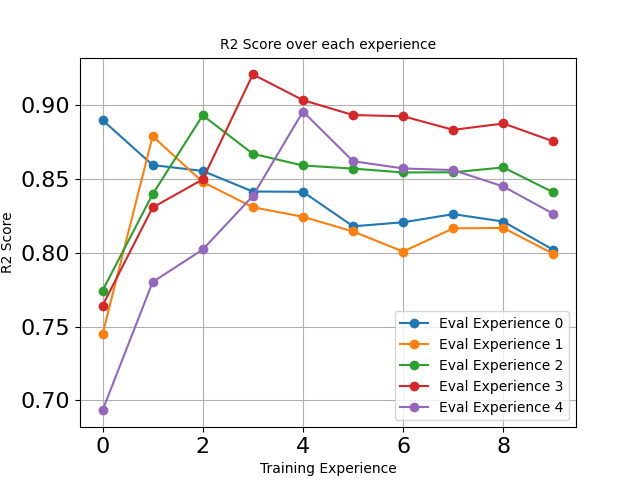 R2 Score over each experience
R2 Score
0.90
0.85
0.80
0.75
0.70
0 2 4 6 8
Training Experience
Eval Experience 0
Eval Experience 1
Eval Experience 2
Eval Experience 3
Eval Experience 4